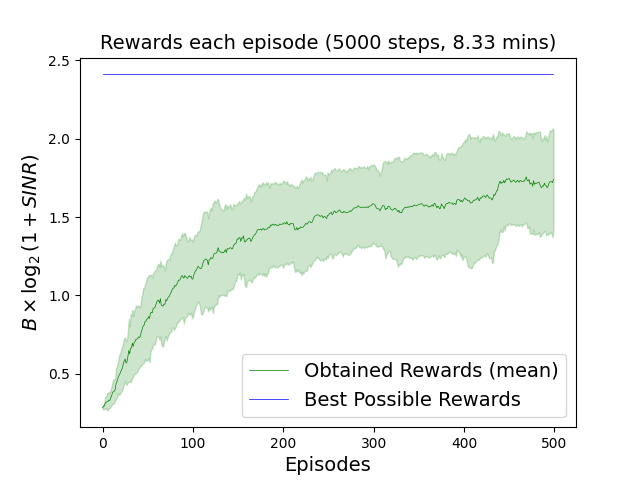 Rewards each episode (5000 steps, 8.33 mins)
2.5
2.0
1.5
1.0
0.5
B × log₂ (1 + SINR)
Obtained Rewards (mean)
Best Possible Rewards
0 100 200 300 400 500
Episodes